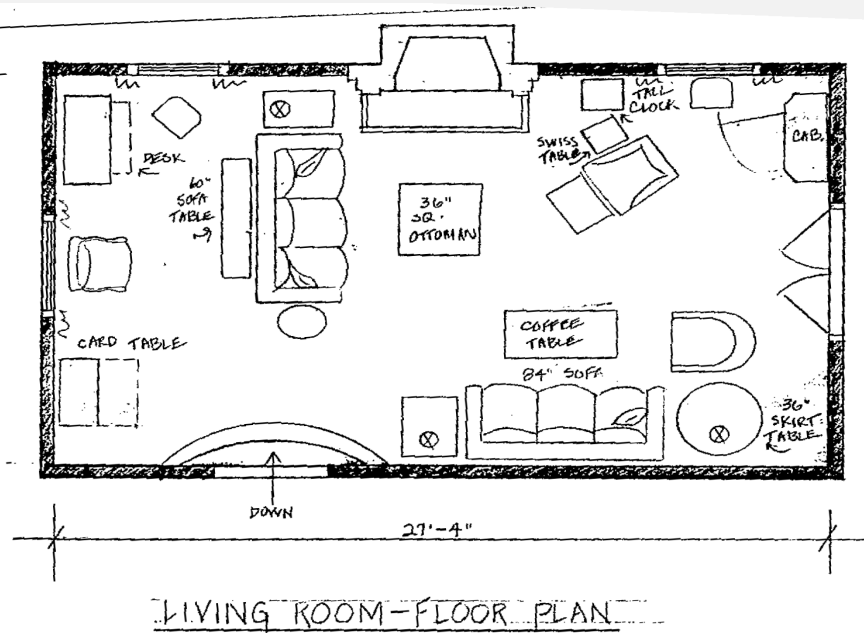 TALL
CLOCK
SWISS
TABLE
CAB.
DESK
60"
SOFA
TABLE
36"
SQ.
OTTOMAN
COFFEE
TABLE
CARD TABLE
84" SOFA
36"
SKIRT
TABLE
DOWN
27'-4"
LIVING ROOM-FLOOR PLAN